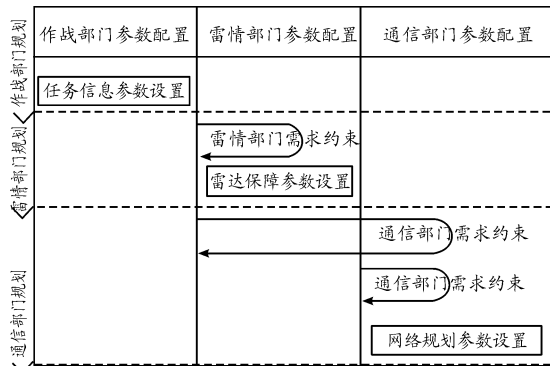 作战部门参数配置
雷情部门参数配置
通信部门参数配置
作战部门规划
任务信息参数设置
雷情部门规划
雷情部门需求约束
雷达保障参数设置
通信部门规划
通信部门需求约束
通信部门需求约束
网络规划参数设置